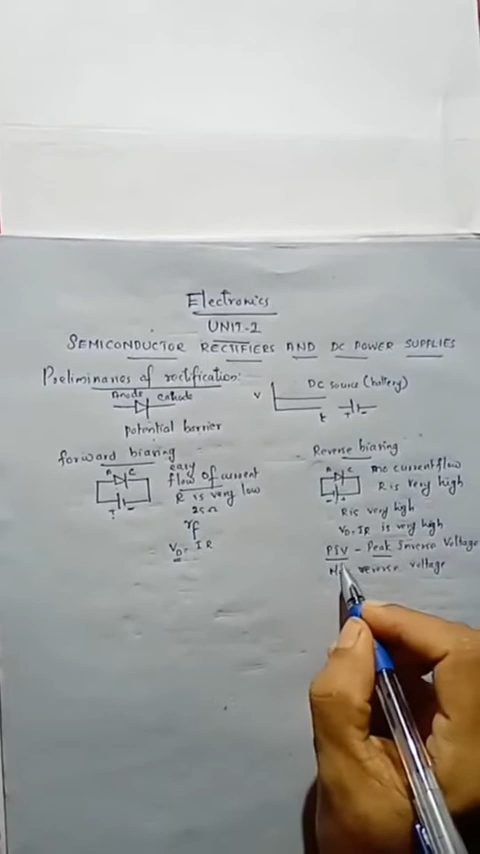 Electronics
UNIT-1
SEMICONDUCTOR RECTIFIERS AND DC POWER SUPPLIES
Preliminaries of rectification:
Anode cathode
potential barrier
V
t
DC source (battery)
+ -
forward biasing
A C
+ -
easy
flow of current
R is very low
25Ω
rf
VD = IR
Reverse biasing
A C
- +
no current flow
R is very high
R is very high
VD = IR is very high
PIV - Peak Inverse Voltage
reverse voltage